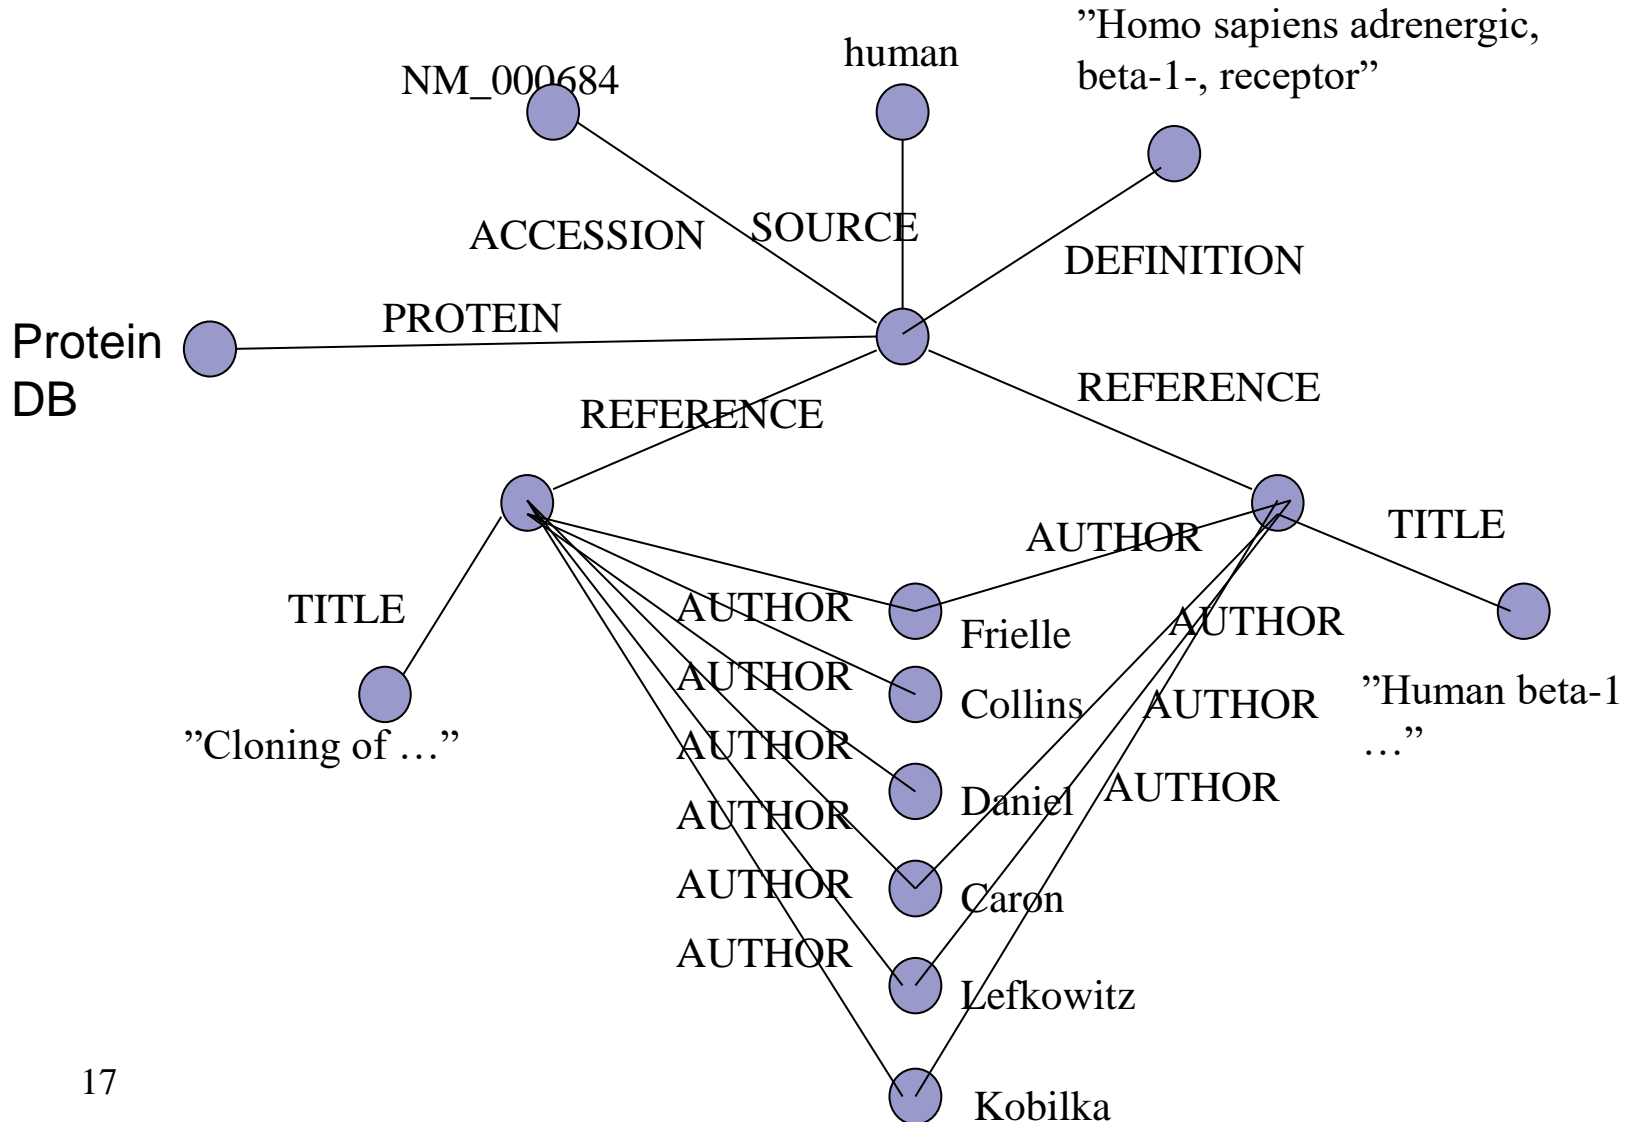 ”Homo sapiens adrenergic,
beta-1-, receptor”
human
NM_000684
SOURCE
ACCESSION
DEFINITION
PROTEIN
Protein
DB
REFERENCE
REFERENCE
TITLE
AUTHOR
TITLE
AUTHOR
Frielle
AUTHOR
AUTHOR
Collins
AUTHOR
”Human beta-1
…”
”Cloning of …”
AUTHOR
Daniel
AUTHOR
AUTHOR
AUTHOR
Caron
AUTHOR
Lefkowitz
17
Kobilka